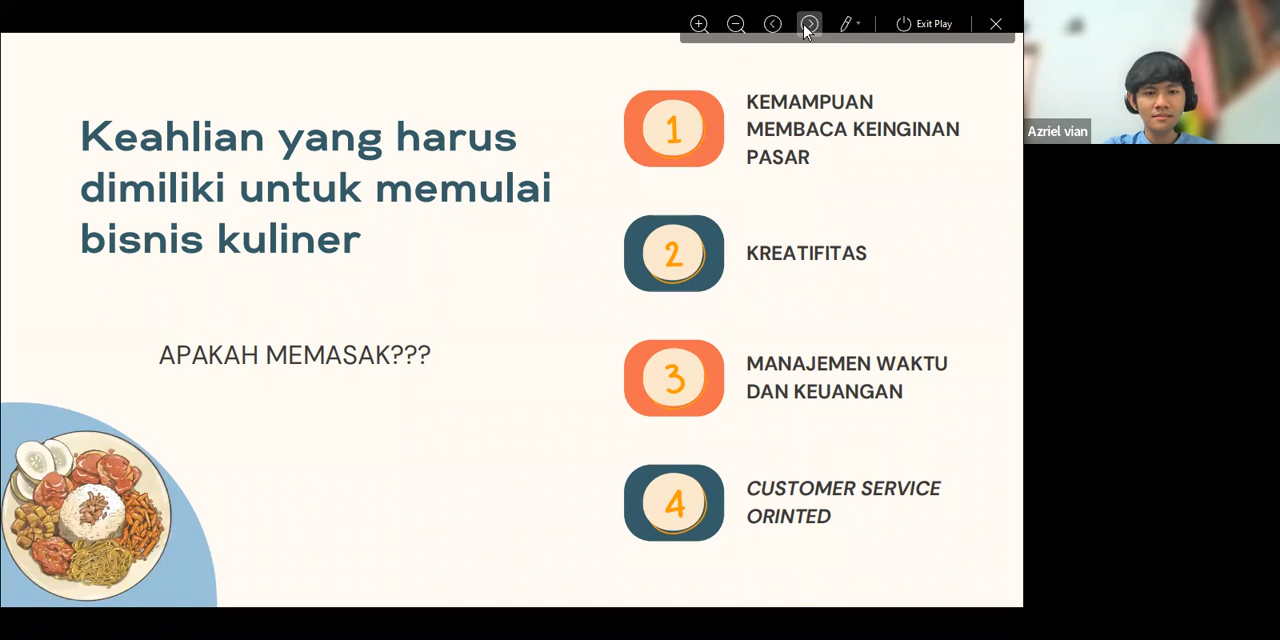 Exit Play
Azriel vian
Keahlian yang harus
dimiliki untuk memulai
bisnis kuliner
APAKAH MEMASAK???
1
KEMAMPUAN
MEMBACA KEINGINAN
PASAR
2
KREATIFITAS
3
MANAJEMEN WAKTU
DAN KEUANGAN
4
CUSTOMER SERVICE
ORINTED